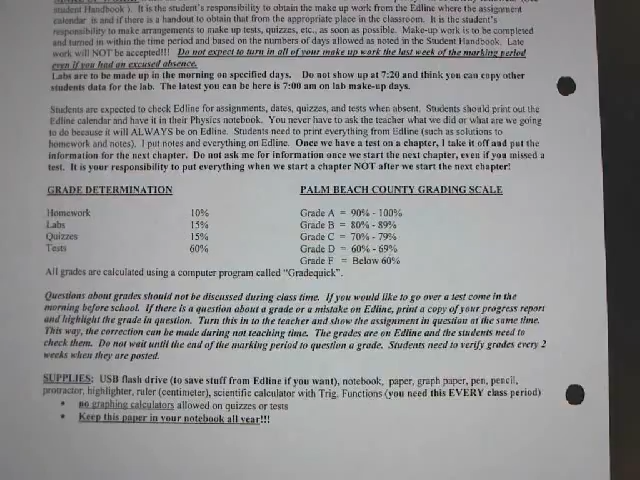 student Handbook). It is the student's responsibility to obtain the make up work from the Edline where the assignment
calendar is and if there is a handout to obtain that from the appropriate place in the classroom. It is the student's
responsibility to make arrangements to make up tests, quizzes, etc., as soon as possible. Make-up work is to be completed
and turned in within the time period and based on the numbers of days allowed as noted in the Student Handbook. Late
work will NOT be accepted!!! Do not expect to turn in all of your make up work the last week of the marking period
even if you had an excused absence.
Labs are to be made up in the morning on specified days. Do not show up at 7:20 and think you can copy other
students data for the lab. The latest you can be here is 7:00 am on lab make-up days.
Students are expected to check Edline for assignments, dates, quizzes, and tests when absent. Students should print out the
Edline calendar and have it in their Physics notebook. You never have to ask the teacher what we did or what are we going
to do because it will ALWAYS be on Edline. Students need to print everything from Edline (such as solutions to
homework and notes). I put notes and everything on Edline. Once we have a test on a chapter, I take it off and put the
information for the next chapter. Do not ask me for information once we start the next chapter, even if you missed a
test. It is your responsibility to put everything when we start a chapter NOT after we start the next chapter!
GRADE DETERMINATION
Homework 10%
Labs 15%
Quizzes 15%
Tests 60%
PALM BEACH COUNTY GRADING SCALE
Grade A = 90% - 100%
Grade B = 80% - 89%
Grade C = 70% - 79%
Grade D = 60% - 69%
Grade F = Below 60%
All grades are calculated using a computer program called "Gradequick".
Questions about grades should not be discussed during class time. If you would like to go over a test come in the
morning before school. If there is a question about a grade or a mistake on Edline, print a copy of your progress report
and highlight the grade in question. Turn this in to the teacher and show the assignment in question at the same time.
This way, the correction can be made during not teaching time. The grades are on Edline and the students need to
check them. Do not wait until the end of the marking period to question a grade. Students need to verify grades every 2
weeks when they are posted.
SUPPLIES: USB flash drive (to save stuff from Edline if you want), notebook, paper, graph paper, pen, pencil,
protractor, highlighter, ruler (centimeter), scientific calculator with Trig. Functions (you need this EVERY class period)
• no graphing calculators allowed on quizzes or tests
• Keep this paper in your notebook all year!!!